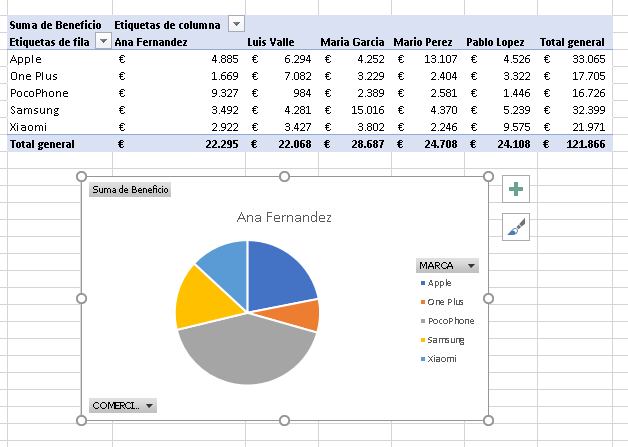 Suma de Beneficio Etiquetas de columna
Etiquetas de fila Ana Fernandez Luis Valle Maria Garcia Mario Perez Pablo Lopez Total general
Apple € 4.885 € 6.294 € 4.252 € 13.107 € 4.526 € 33.065
One Plus € 1.669 € 7.082 € 3.229 € 2.404 € 3.322 € 17.705
PocoPhone € 9.327 € 984 € 2.389 € 2.581 € 1.446 € 16.726
Samsung € 3.492 € 4.281 € 15.016 € 4.370 € 5.239 € 32.399
Xiaomi € 2.922 € 3.427 € 3.802 € 2.246 € 9.575 € 21.971
Total general € 22.295 € 22.068 € 28.687 € 24.708 € 24.108 € 121.866
Suma de Beneficio
Ana Fernandez
MARCA
Apple
One Plus
PocoPhone
Samsung
Xiaomi
COMERCI...